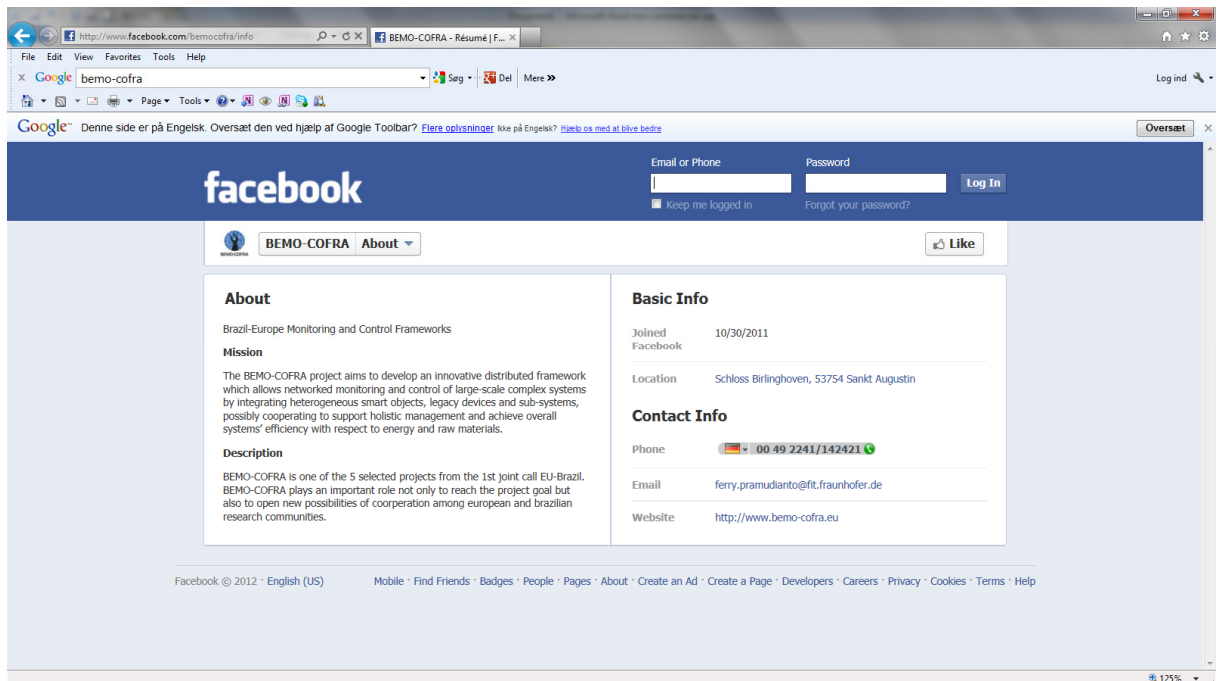 http://www.facebook.com/bemocofra/info
BEMO-COFRA - Résumé | F...
File Edit View Favorites Tools Help
x Google bemo-cofra Søg Del Mere Log ind
Page Tools
Google Denne side er på Engelsk. Oversæt den ved hjælp af Google Toolbar? Flere oplysninger Ikke på Engelsk? Hjælp os med at blive bedre Oversæt
Email or Phone Password
facebook Log In
Keep me logged in Forgot your password?
BEMO-COFRA About Like
About
Brazil-Europe Monitoring and Control Frameworks
Mission
The BEMO-COFRA project aims to develop an innovative distributed framework
which allows networked monitoring and control of large-scale complex systems
by integrating heterogeneous smart objects, legacy devices and sub-systems,
possibly cooperating to support holistic management and achieve overall
systems' efficiency with respect to energy and raw materials.
Description
BEMO-COFRA is one of the 5 selected projects from the 1st joint call EU-Brazil.
BEMO-COFRA plays an important role not only to reach the project goal but
also to open new possibilities of coorperation among european and brazilian
research communities.
Basic Info
Joined Facebook 10/30/2011
Location Schloss Birlinghoven, 53754 Sankt Augustin
Contact Info
Phone 00 49 2241/142421
Email ferry.pramudianto@fit.fraunhofer.de
Website http://www.bemo-cofra.eu
Facebook © 2012 · English (US) Mobile · Find Friends · Badges · People · Pages · About · Create an Ad · Create a Page · Developers · Careers · Privacy · Cookies · Terms · Help
125%